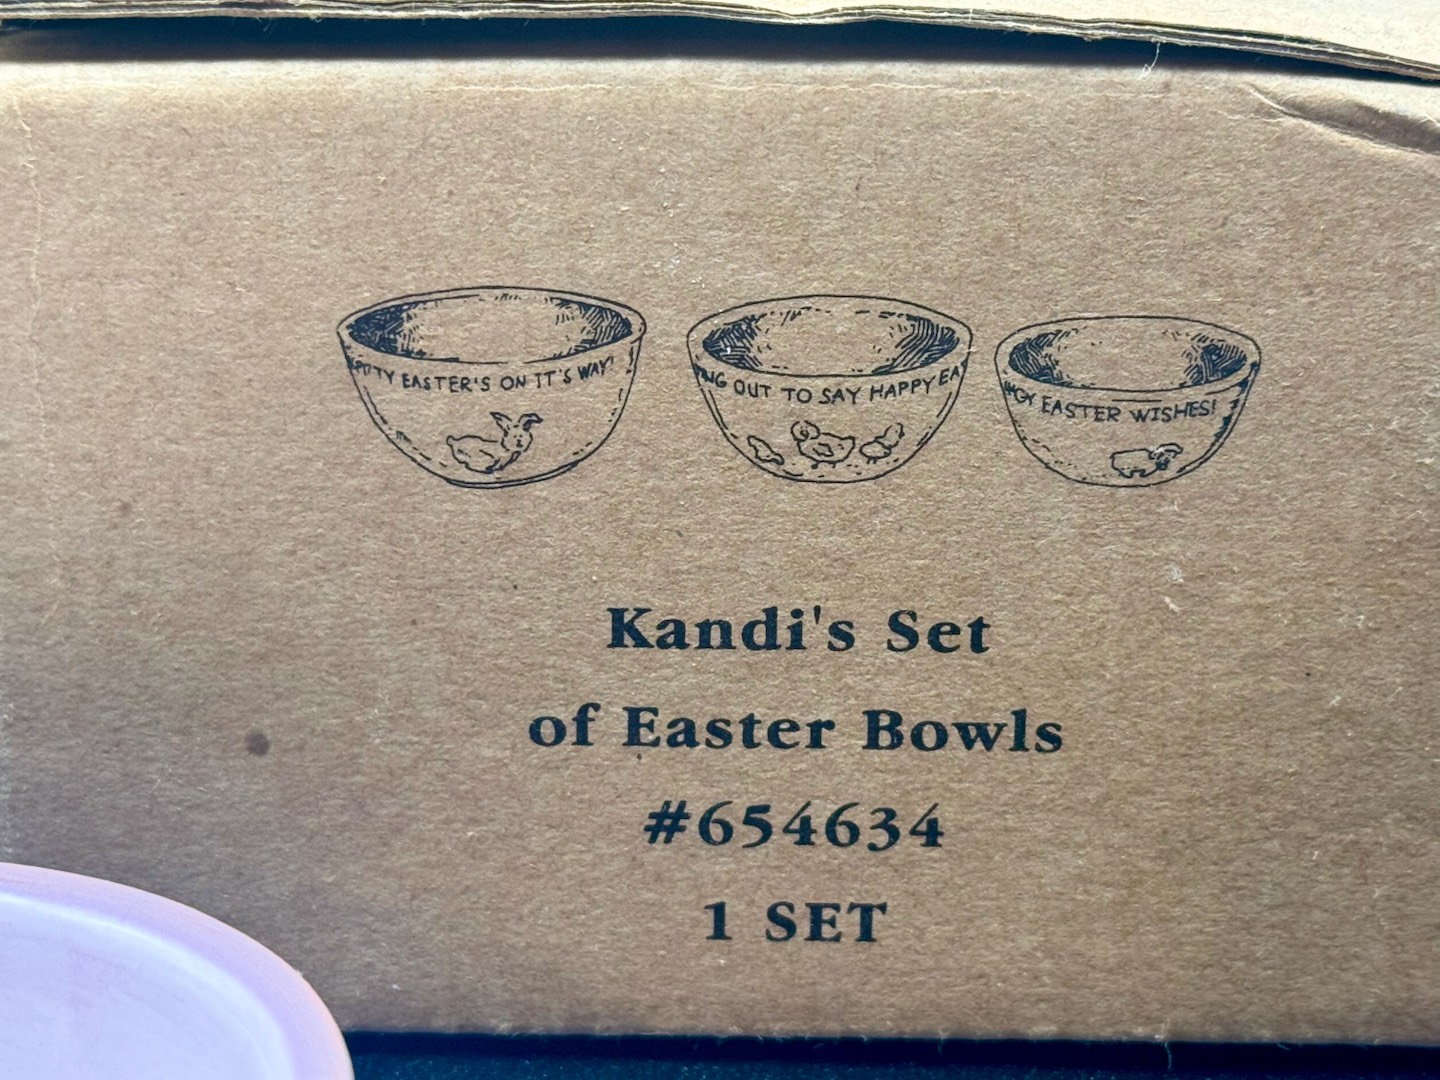 EASTER'S ON IT'S WAY!
OUT TO SAY HAPPY
EASTER WISHES!
Kandi's Set
of Easter Bowls
#654634
1 SET